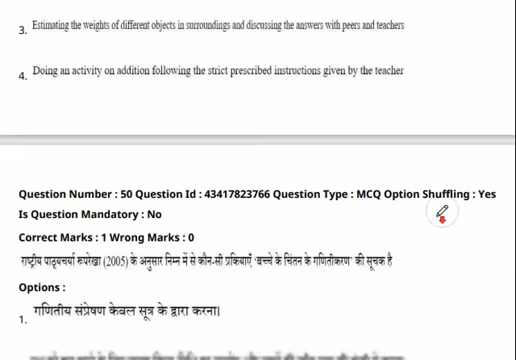 3. Estimating the weights of different objects in surroundings and discussing the answers with peers and teachers
4. Doing an activity on addition following the strict prescribed instructions given by the teacher
Question Number : 50 Question Id : 43417823766 Question Type : MCQ Option Shuffling : Yes
Is Question Mandatory : No
Correct Marks : 1 Wrong Marks : 0
राष्ट्रीय पाठ्यचर्या रूपरेखा (2005) के अनुसार निम्न में से कौन-सी प्रकियाएँ 'बच्चे के चिंतन के गणितीकरण' की सूचक है
Options :
1. गणितीय संप्रेषण केवल सूत्र के द्वारा करना।